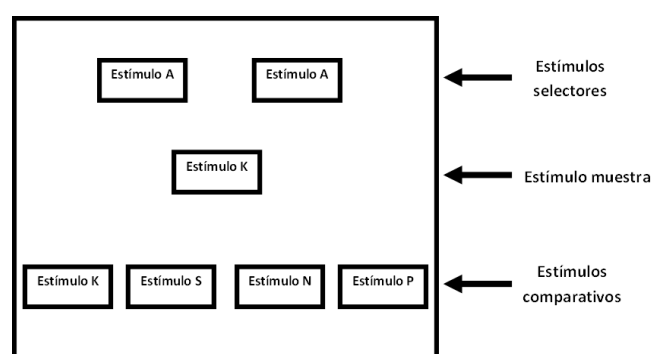 Estímulo A
Estímulo A
Estímulos
selectores
Estímulo K
Estímulo muestra
Estímulo K
Estímulo S
Estímulo N
Estímulo P
Estímulos
comparativos